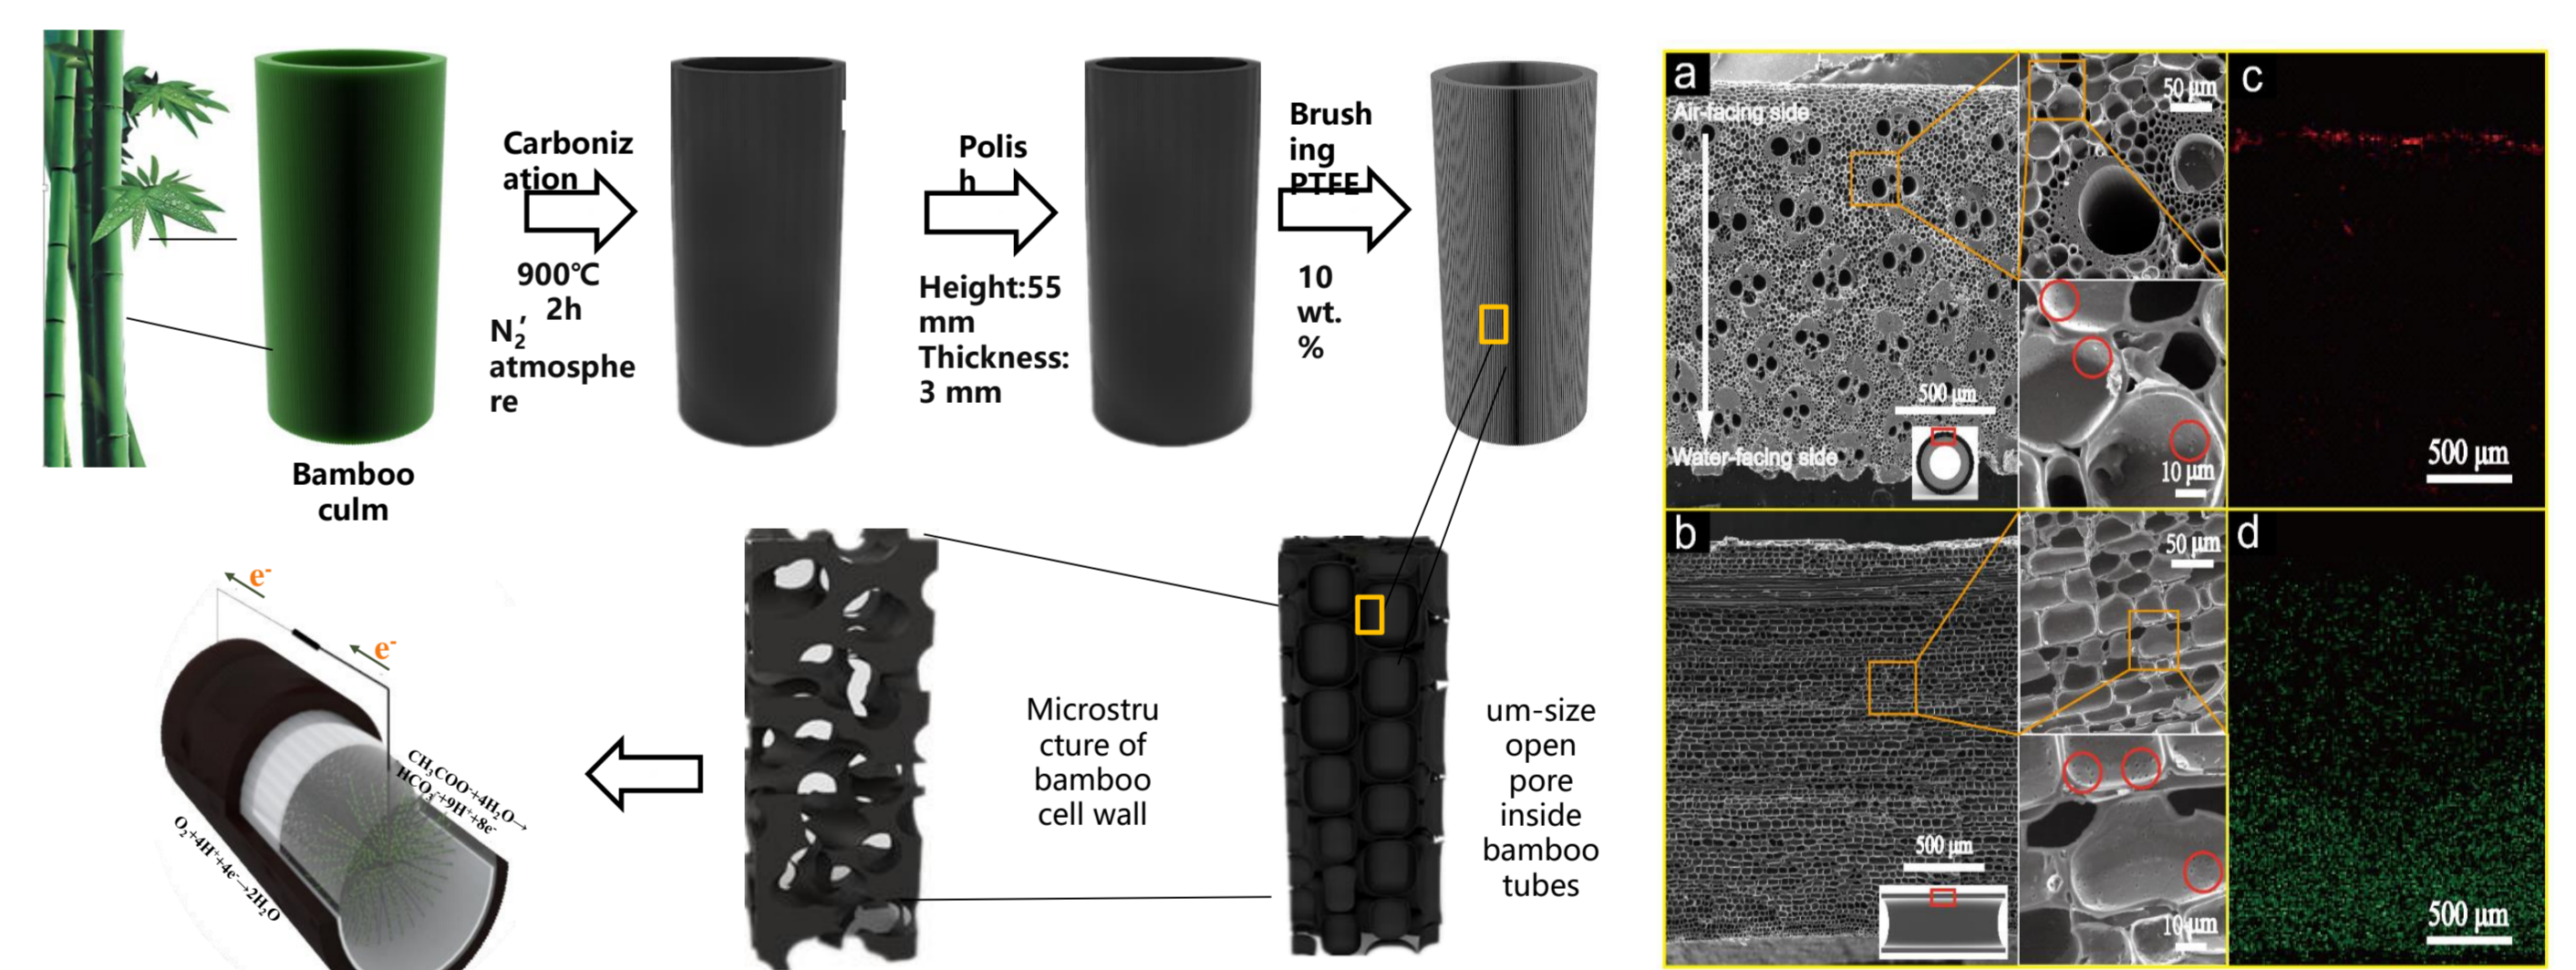 Carboniz
ation
900℃
2h
N₂′
atmosphe
re
Polis
h
Height:55
mm
Thickness:
3 mm
Brush
ing
PTFE
10
wt.
%
Bamboo
culm
e⁻
e⁻
CH₃COO⁻+4H₂O→
HCO₃⁻+9H⁺+8e⁻
O₂+4H⁺+4e⁻→2H₂O
Microstru
cture of
bamboo
cell wall
um-size
open
pore
inside
bamboo
tubes
a
Air-facing side
500 μm
Water-facing side
50 μm
10 μm
c
500 μm
b
500 μm
50 μm
10 μm
d
500 μm